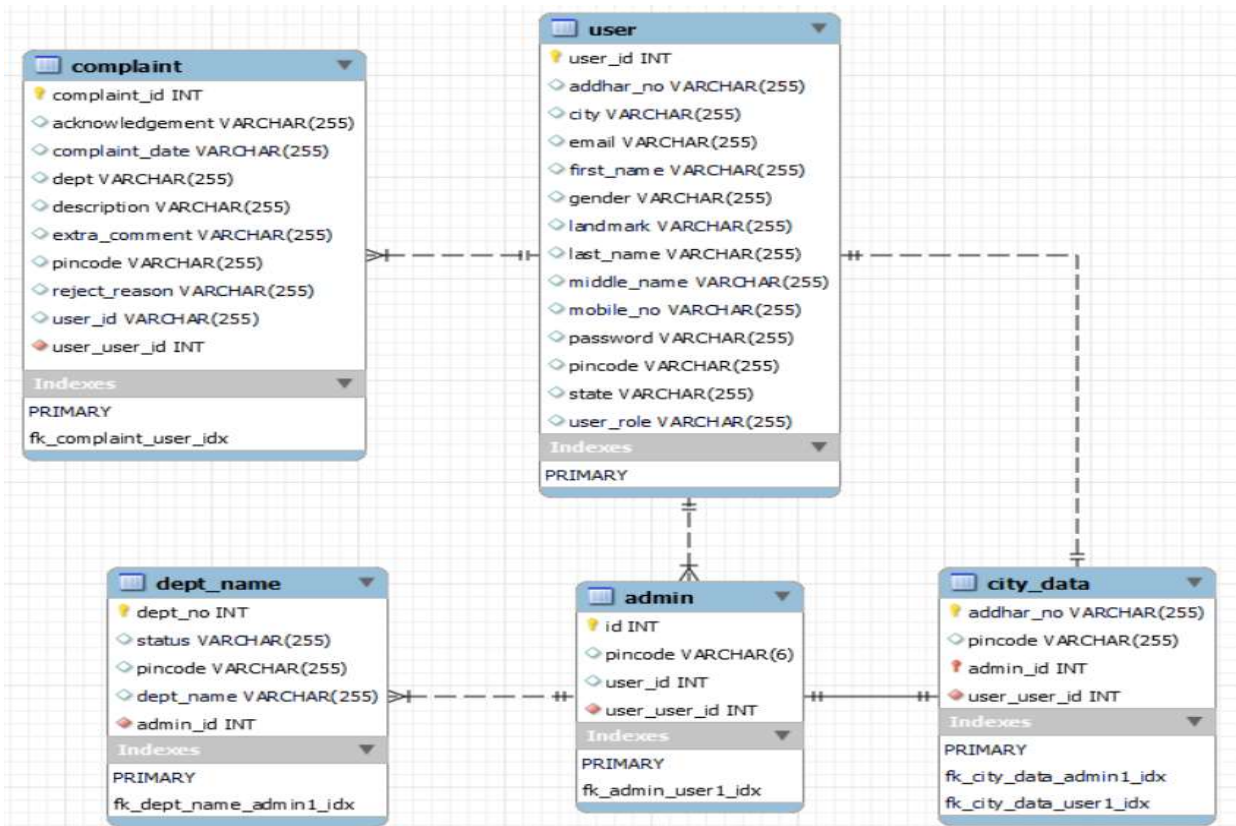 complaint
complaint_id INT
acknowledgement VARCHAR(255)
complaint_date VARCHAR(255)
dept VARCHAR(255)
description VARCHAR(255)
extra_comment VARCHAR(255)
pincode VARCHAR(255)
reject_reason VARCHAR(255)
user_id VARCHAR(255)
user_user_id INT
Indexes
PRIMARY
fk_complaint_user_idx
user
user_id INT
addhar_no VARCHAR(255)
city VARCHAR(255)
email VARCHAR(255)
first_name VARCHAR(255)
gender VARCHAR(255)
landmark VARCHAR(255)
last_name VARCHAR(255)
middle_name VARCHAR(255)
mobile_no VARCHAR(255)
password VARCHAR(255)
pincode VARCHAR(255)
state VARCHAR(255)
user_role VARCHAR(255)
Indexes
PRIMARY
dept_name
dept_no INT
status VARCHAR(255)
pincode VARCHAR(255)
dept_name VARCHAR(255)
admin_id INT
Indexes
PRIMARY
fk_dept_name_admin1_idx
admin
id INT
pincode VARCHAR(6)
user_id INT
user_user_id INT
Indexes
PRIMARY
fk_admin_user1_idx
city_data
addhar_no VARCHAR(255)
pincode VARCHAR(255)
admin_id INT
user_user_id INT
Indexes
PRIMARY
fk_city_data_admin1_idx
fk_city_data_user1_idx